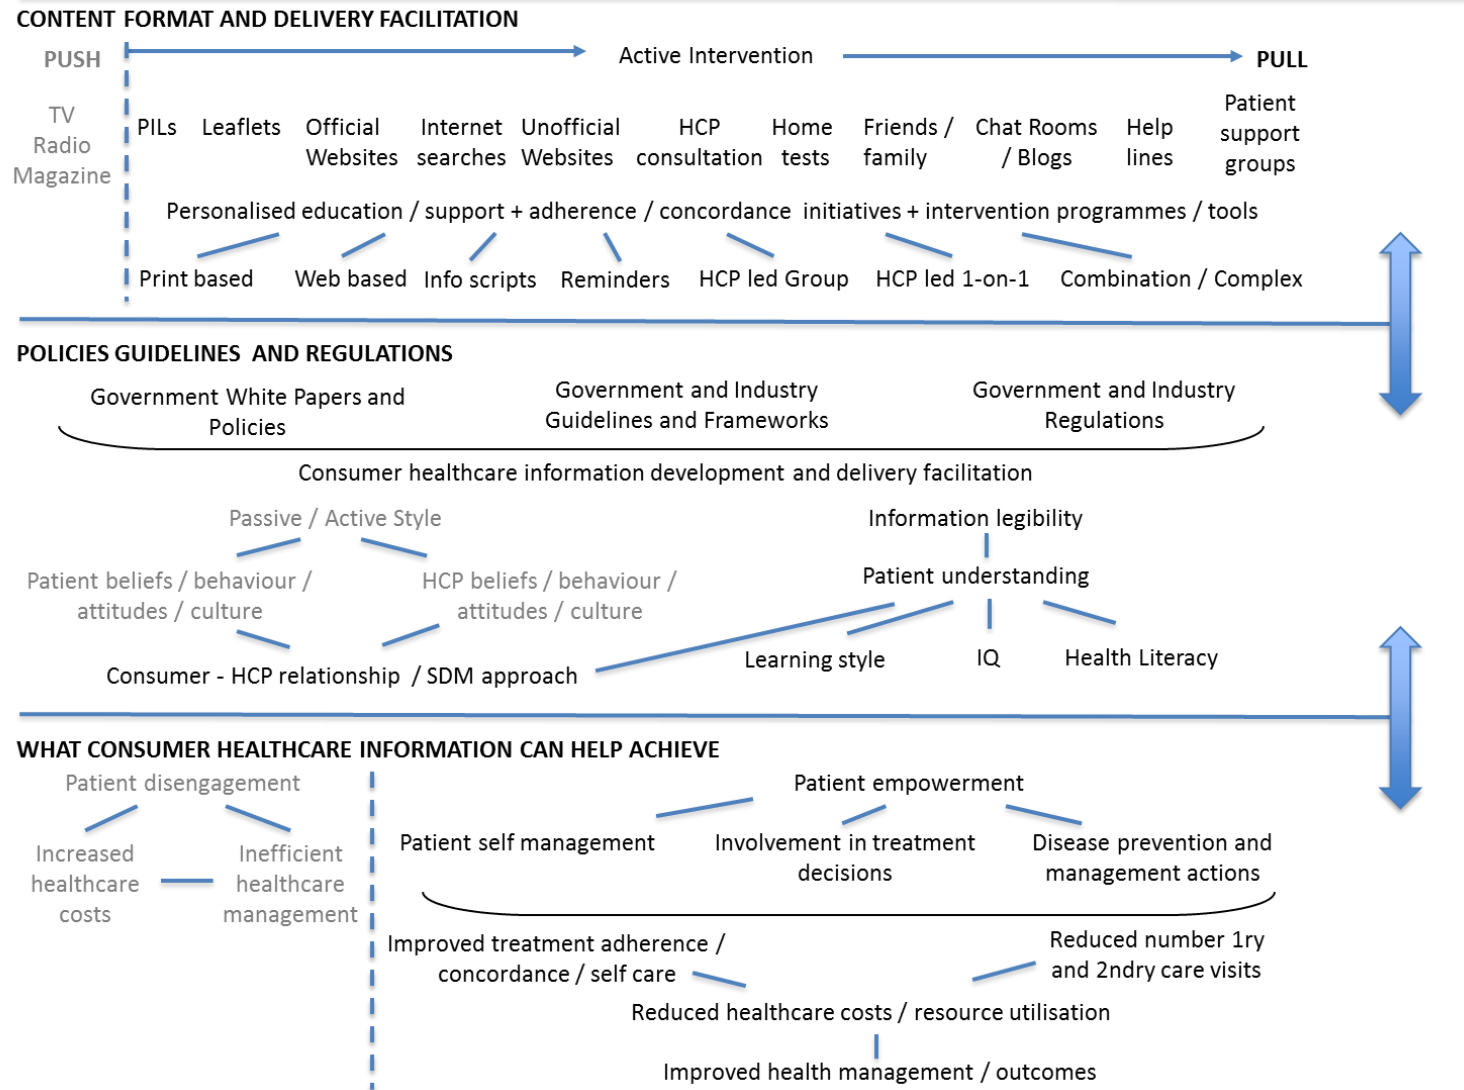 CONTENT FORMAT AND DELIVERY FACILITATION
PUSH
Active Intervention
PULL
TV
Radio
Magazine
PILs
Leaflets
Official
Websites
Internet
searches
Unofficial
Websites
HCP
consultation
Home
tests
Friends /
family
Chat Rooms
/ Blogs
Help
lines
Patient
support
groups
Personalised education / support + adherence / concordance initiatives + intervention programmes / tools
Print based
Web based
Info scripts
Reminders
HCP led Group
HCP led 1-on-1
Combination / Complex
POLICIES GUIDELINES AND REGULATIONS
Government White Papers and
Policies
Government and Industry
Guidelines and Frameworks
Government and Industry
Regulations
Consumer healthcare information development and delivery facilitation
Passive / Active Style
Patient beliefs / behaviour /
attitudes / culture
HCP beliefs / behaviour /
attitudes / culture
Consumer - HCP relationship / SDM approach
Information legibility
Patient understanding
Learning style
IQ
Health Literacy
WHAT CONSUMER HEALTHCARE INFORMATION CAN HELP ACHIEVE
Patient disengagement
Increased
healthcare
costs
Inefficient
healthcare
management
Patient empowerment
Patient self management
Involvement in treatment
decisions
Disease prevention and
management actions
Improved treatment adherence /
concordance / self care
Reduced number 1ry
and 2ndry care visits
Reduced healthcare costs / resource utilisation
Improved health management / outcomes